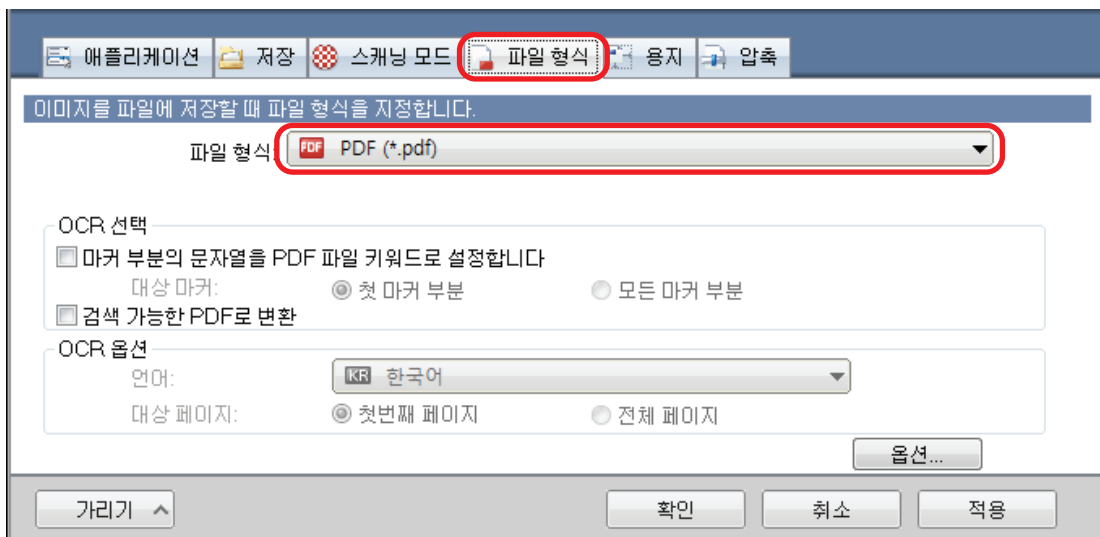 애플리케이션 저장 스캐닝 모드 파일 형식 용지 압축
이미지를 파일에 저장할 때 파일 형식을 지정합니다.
파일 형식: PDF PDF (*.pdf)
OCR 선택
마커 부분의 문자열을 PDF 파일 키워드로 설정합니다
대상 마커: 첫 마커 부분 모든 마커 부분
검색 가능한 PDF로 변환
OCR 옵션
언어: KR 한국어
대상 페이지: 첫번째 페이지 전체 페이지
옵션...
가리기 확인 취소 적용